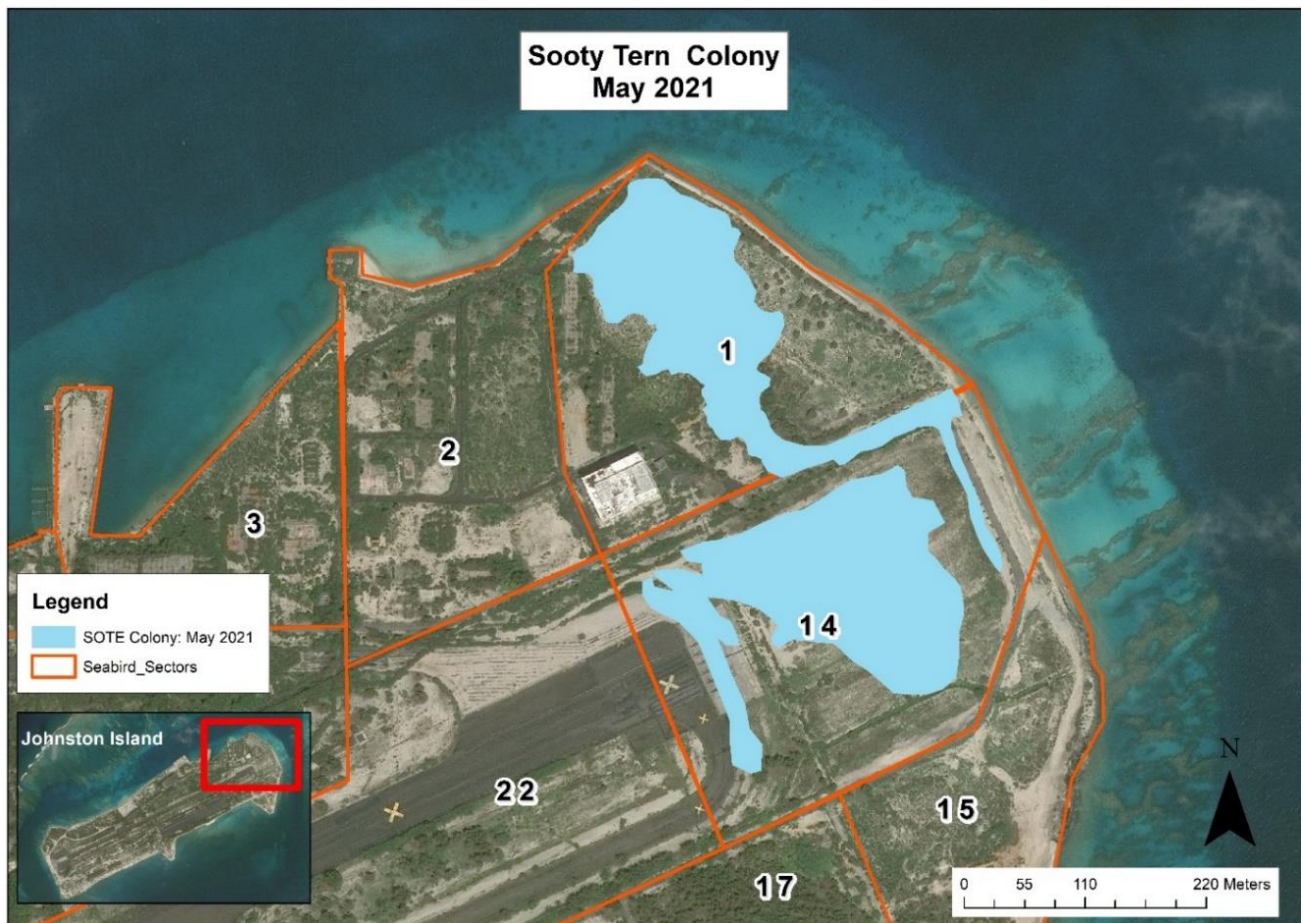 Sooty Tern Colony
May 2021
1
2
3
14
22
15
17
Legend
SOTE Colony: May 2021
Seabird_Sectors
Johnston Island
N
0 55 110 220 Meters